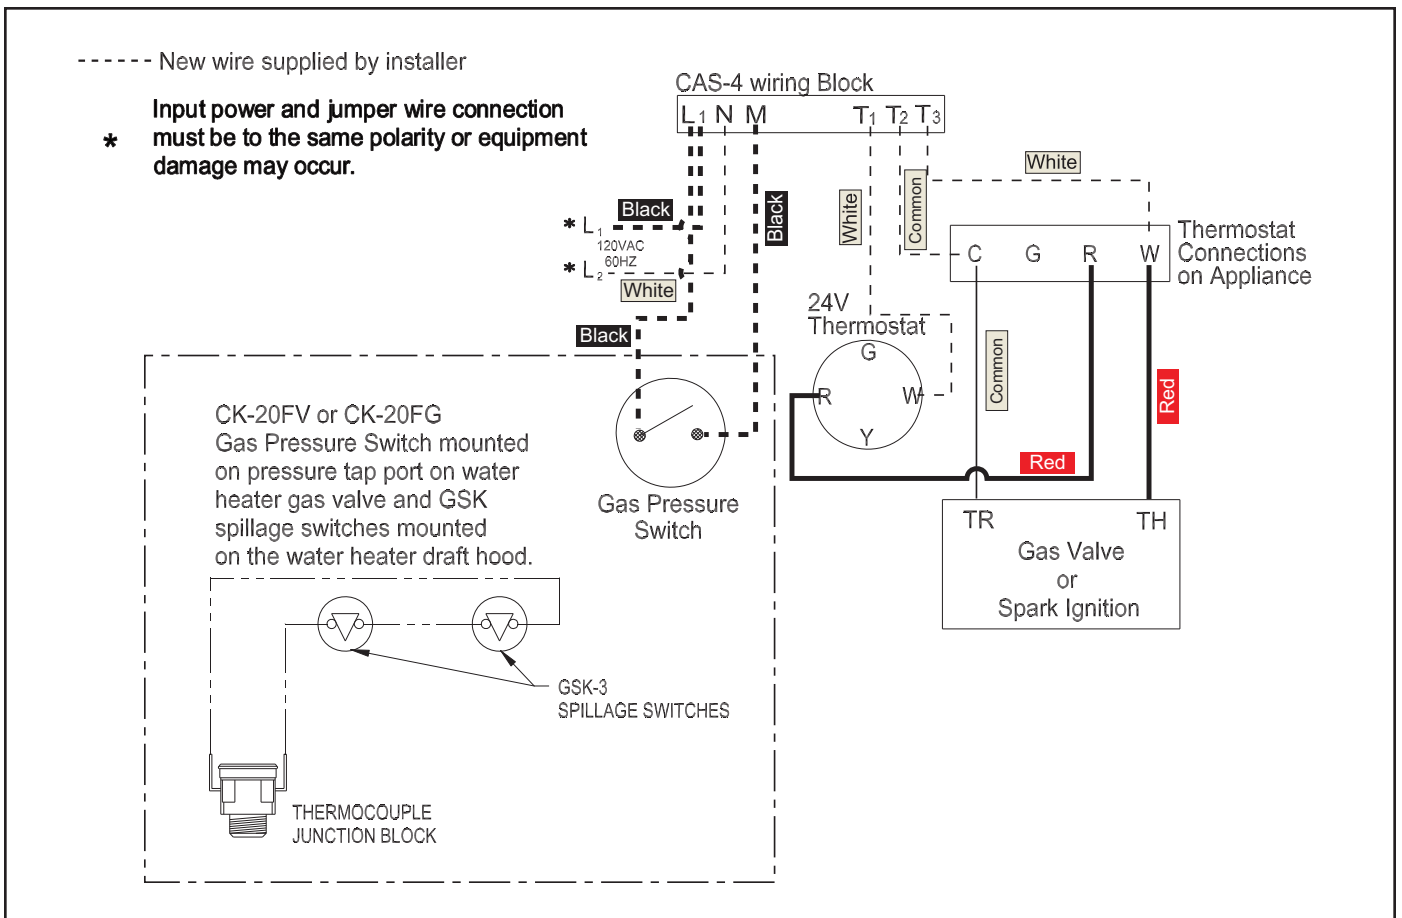 ------ New wire supplied by installer
Input power and jumper wire connection
* must be to the same polarity or equipment
damage may occur.
CAS-4 wiring Block
L1 N M T1 T2 T3
White
Black
* L1
120VAC
60HZ
* L2
White
Black
Black
White
Common
Thermostat
Connections
on Appliance
C G R W
24V
Thermostat
G
R W
Y
Common
Red
Red
CK-20FV or CK-20FG
Gas Pressure Switch mounted
on pressure tap port on water
heater gas valve and GSK
spillage switches mounted
on the water heater draft hood.
Gas Pressure
Switch
TR TH
Gas Valve
or
Spark Ignition
GSK-3
SPILLAGE SWITCHES
THERMOCOUPLE
JUNCTION BLOCK